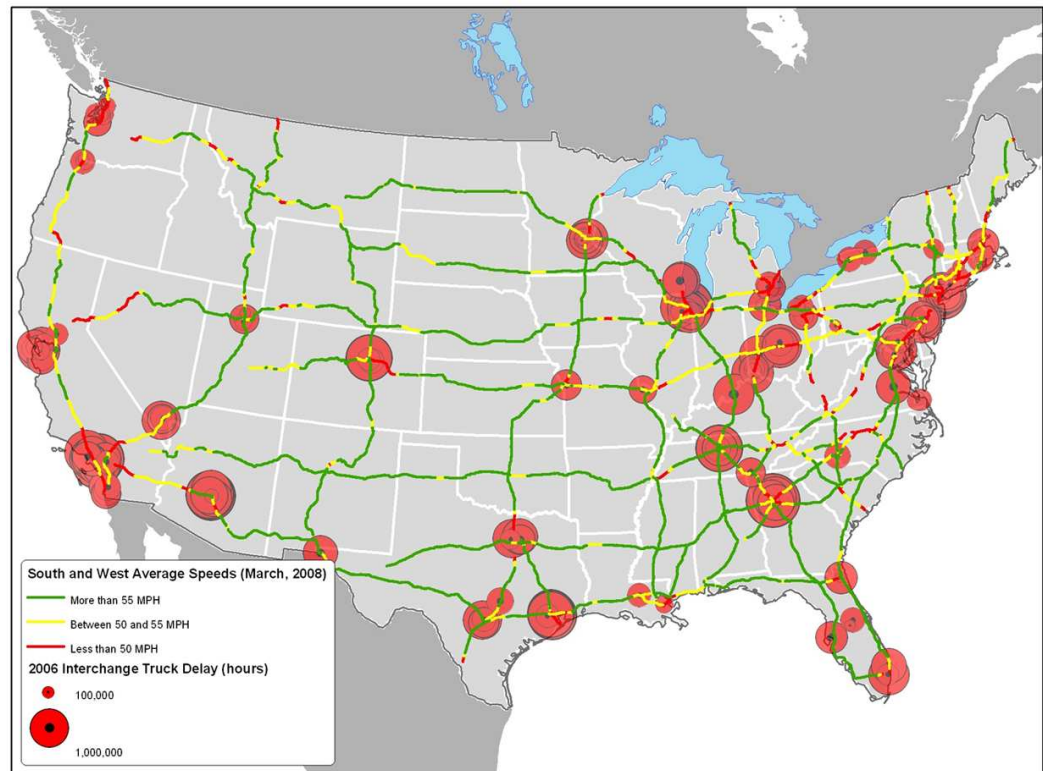 South and West Average Speeds (March, 2008)
More than 55 MPH
Between 50 and 55 MPH
Less than 50 MPH
2006 Interchange Truck Delay (hours)
100,000
1,000,000